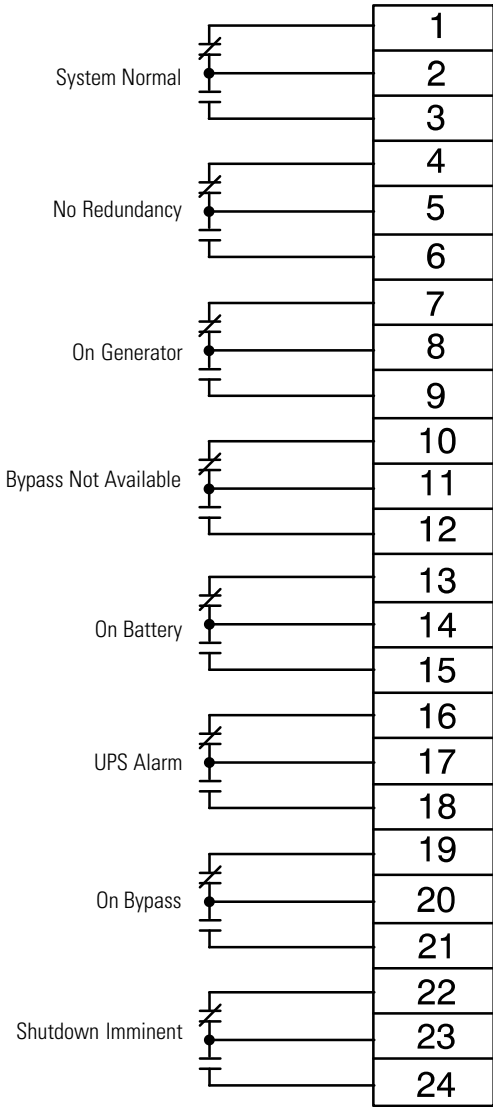 1
System Normal 2
3
4
No Redundancy 5
6
7
On Generator 8
9
10
Bypass Not Available 11
12
13
On Battery 14
15
16
UPS Alarm 17
18
19
On Bypass 20
21
22
Shutdown Imminent 23
24